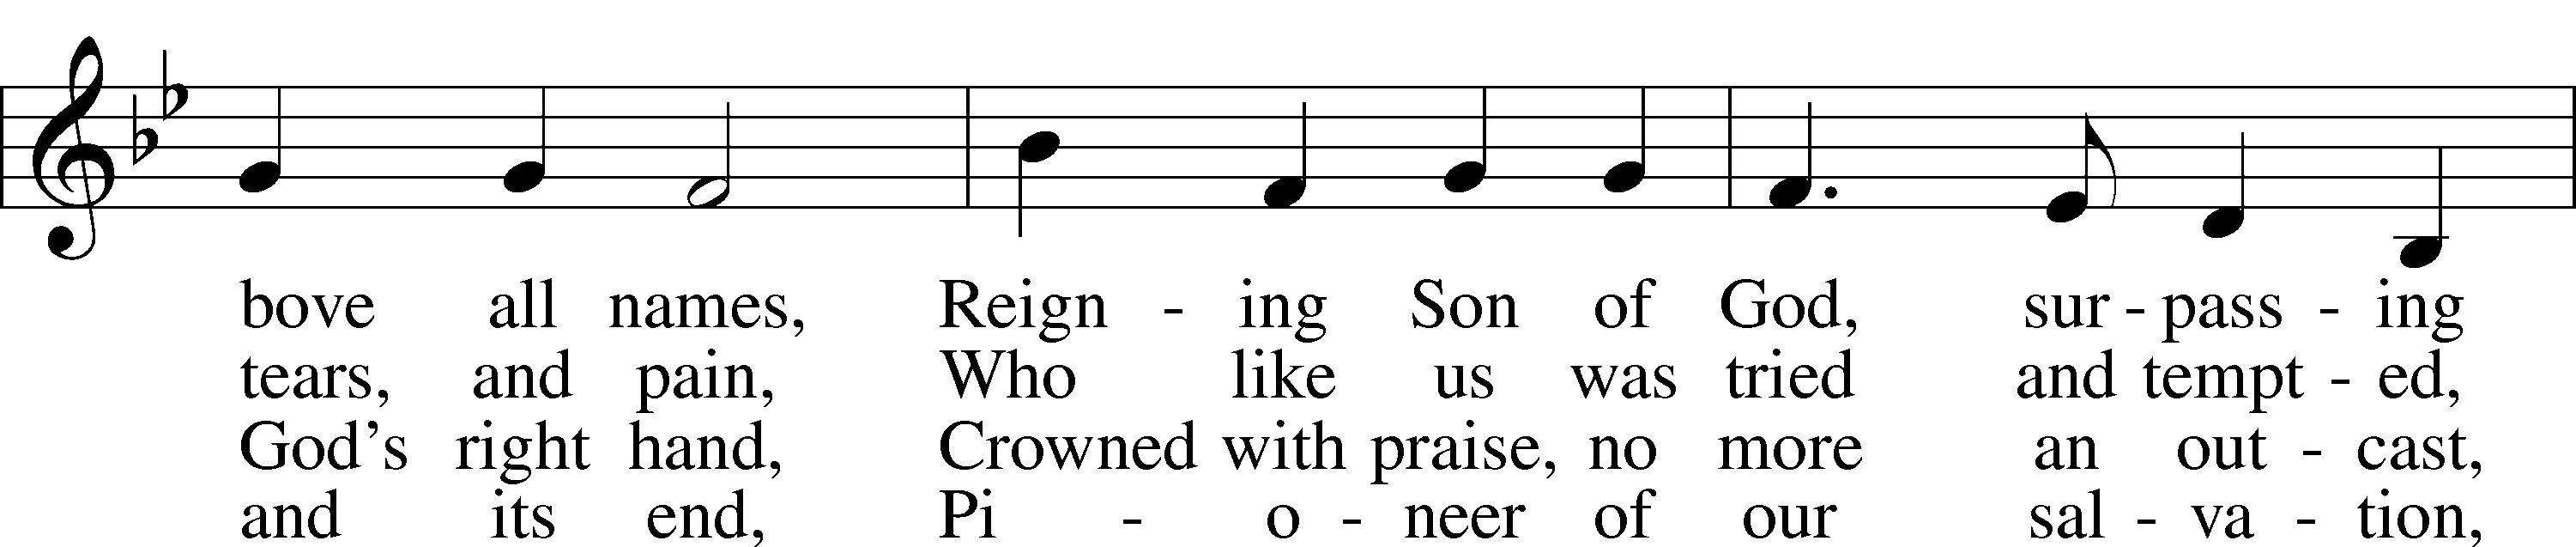 bove all names, Reign - ing Son of God, sur - pass - ing
tears, and pain, Who like us was tried and tempt - ed,
God's right hand, Crowned with praise, no more an out - cast,
and its end, Pi - o - neer of our sal - va - tion,